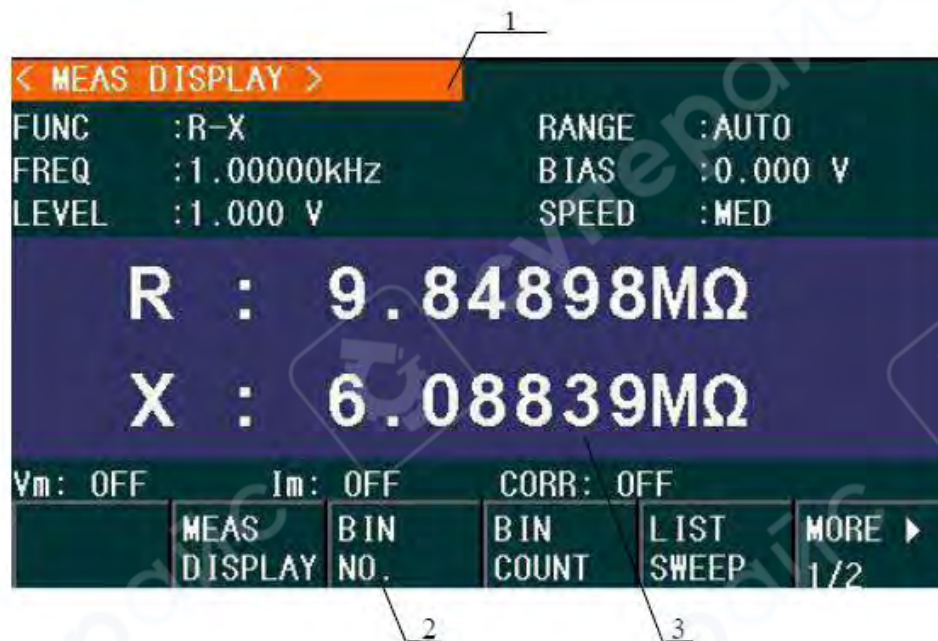 1
< MEAS DISPLAY >
FUNC :R-X RANGE :AUTO
FREQ :1.00000kHz BIAS :0.000 V
LEVEL :1.000 V SPEED :MED
R : 9.84898MΩ
X : 6.08839MΩ
Vm: OFF Im: OFF CORR: OFF
MEAS BIN BIN LIST MORE ▶
DISPLAY NO. COUNT SWEEP 1/2
2 3